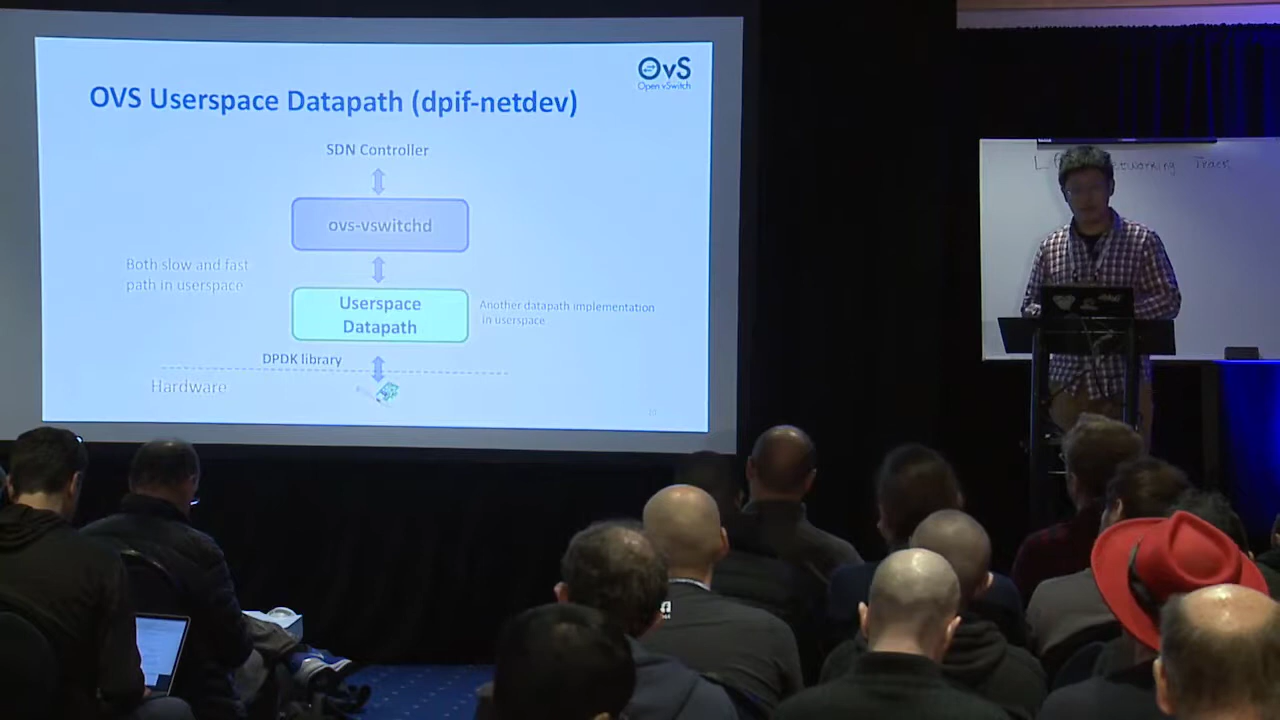 OvS
Open vSwitch
OVS Userspace Datapath (dpif-netdev)
SDN Controller
ovs-vswitchd
Both slow and fast
path in userspace
Userspace
Datapath
Another datapath implementation
in userspace
DPDK library
Hardware
etworking Track